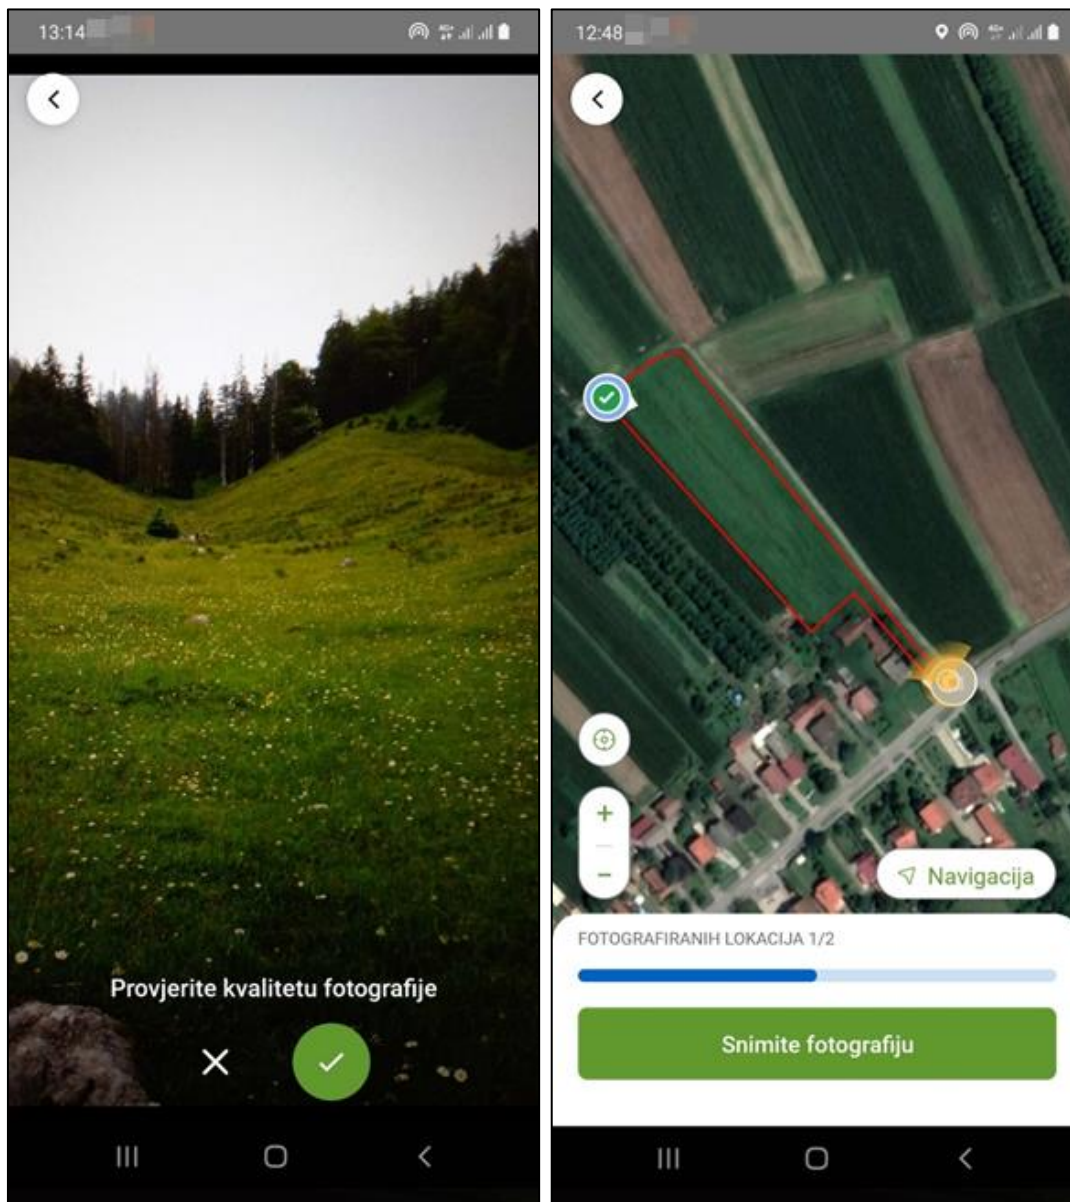 13:14
Provjerite kvalitetu fotografije
12:48
Navigacija
FOTOGRAFIRANIH LOKACIJA 1/2
Snimite fotografiju